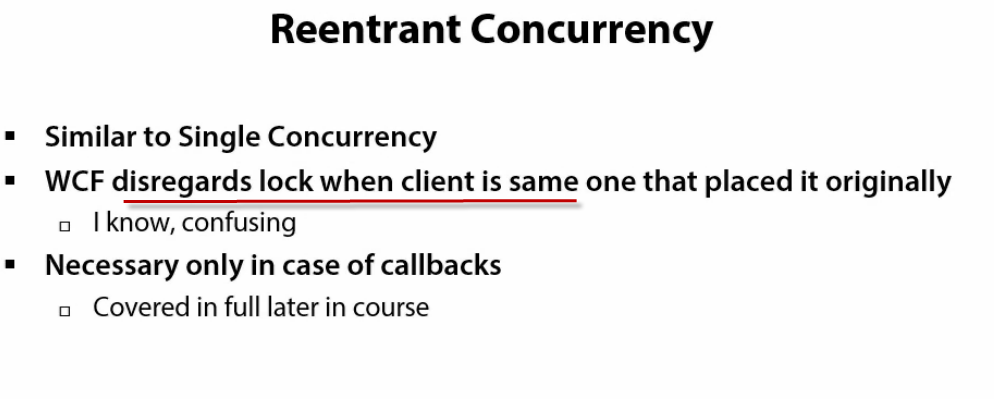 Reentrant Concurrency
Similar to Single Concurrency
WCF disregards lock when client is same one that placed it originally
I know, confusing
Necessary only in case of callbacks
Covered in full later in course